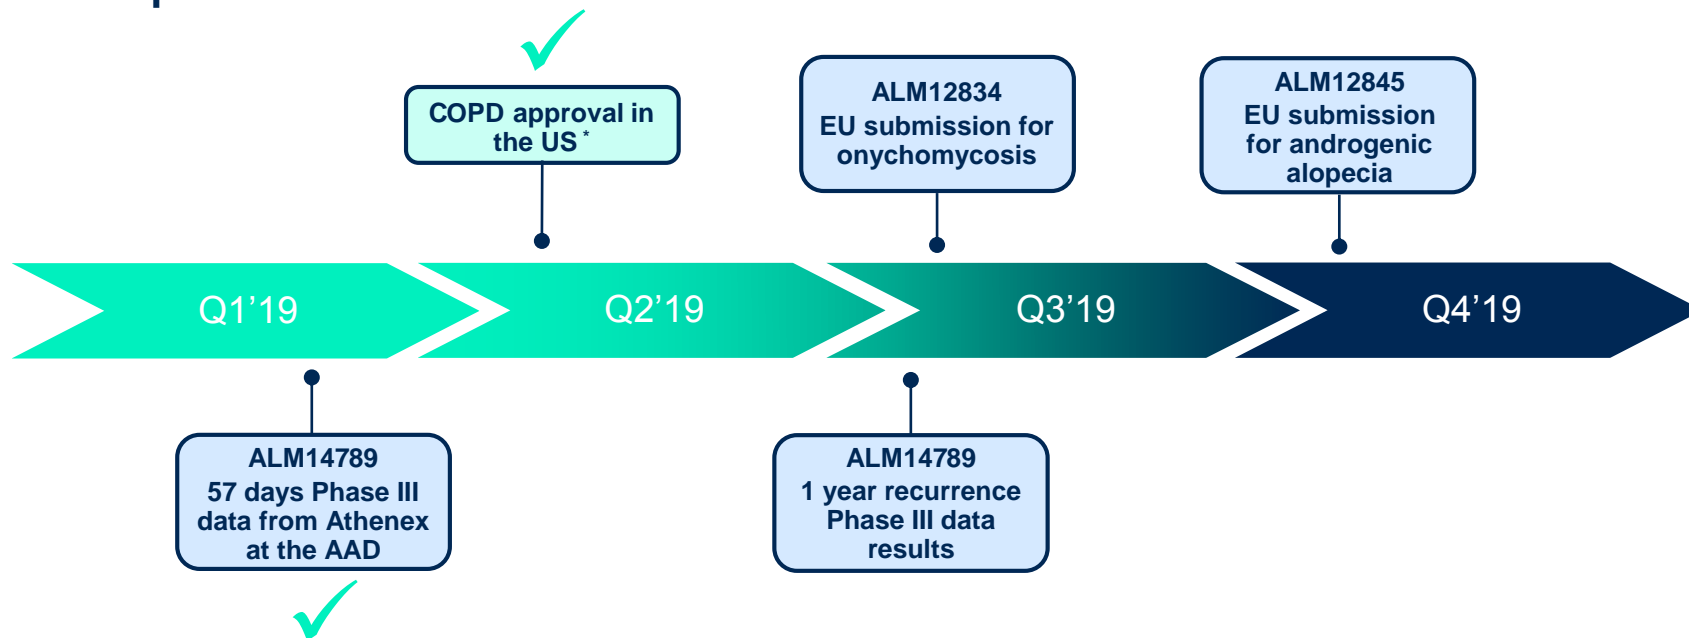 COPD approval in
the US *
ALM12834
EU submission for
onychomycosis
ALM12845
EU submission
for androgenic
alopecia
Q1’19
Q2’19
Q3’19
Q4’19
ALM14789
57 days Phase III
data from Athenex
at the AAD
ALM14789
1 year recurrence
Phase III data
results